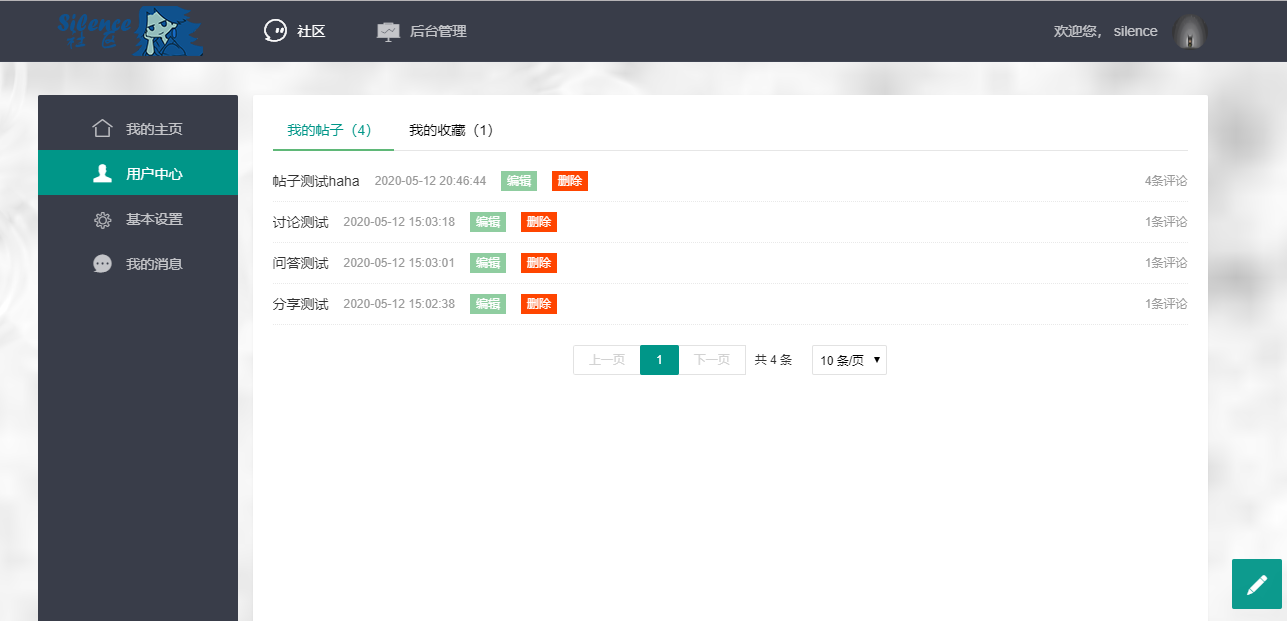 Silence
社区
社区
后台管理
欢迎您， silence
我的主页
用户中心
基本设置
我的消息
我的帖子（4） 我的收藏（1）
帖子测试haha 2020-05-12 20:46:44 编辑 删除 4条评论
讨论测试 2020-05-12 15:03:18 编辑 删除 1条评论
问答测试 2020-05-12 15:03:01 编辑 删除 1条评论
分享测试 2020-05-12 15:02:38 编辑 删除 1条评论
上一页 1 下一页 共 4 条 10 条/页